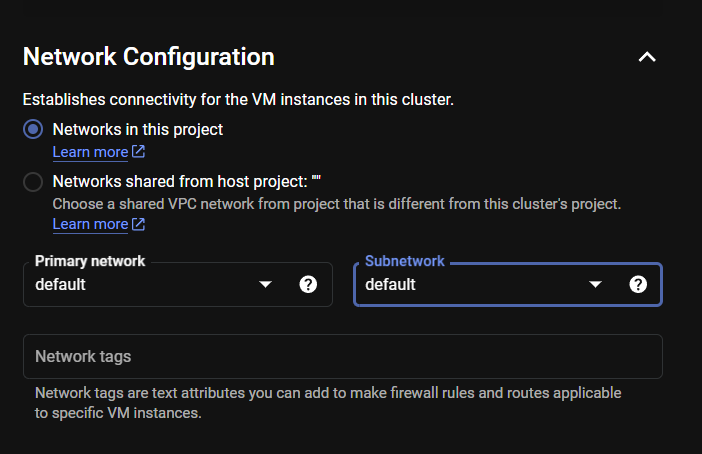 Network Configuration
Establishes connectivity for the VM instances in this cluster.
Networks in this project
Learn more
Networks shared from host project: ""
Choose a shared VPC network from project that is different from this cluster's project.
Learn more
Primary network
default
Subnetwork
default
Network tags
Network tags are text attributes you can add to make firewall rules and routes applicable
to specific VM instances.